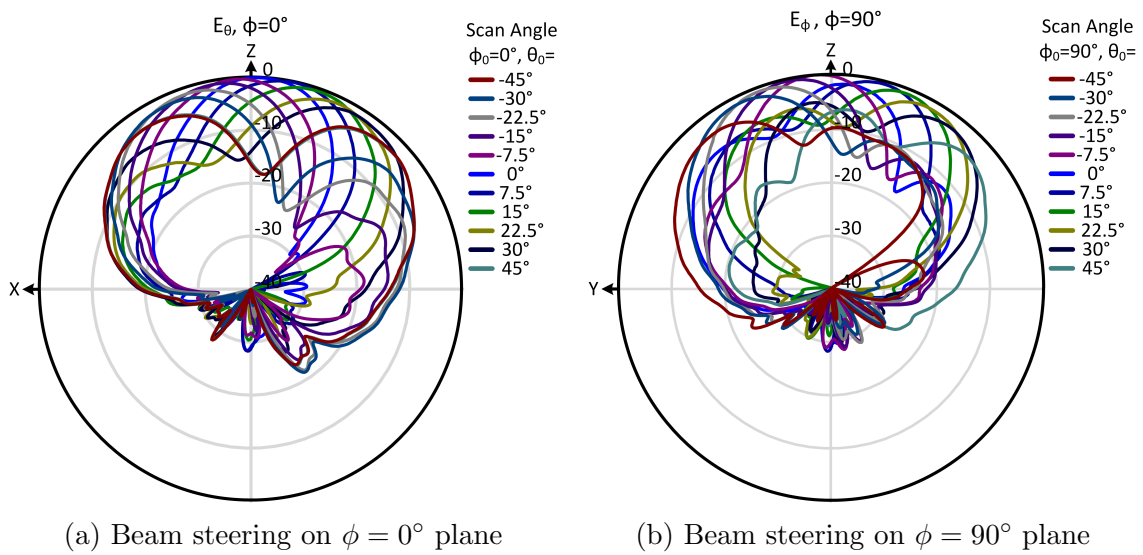 E_θ, ϕ=0°
Z
0
-10
-20
-30
-40
X
Scan Angle
ϕ₀=0°, θ₀=
-45°
-30°
-22.5°
-15°
-7.5°
0°
7.5°
15°
22.5°
30°
45°
(a) Beam steering on ϕ = 0° plane
E_ϕ, ϕ=90°
Z
0
-10
-20
-30
-40
Y
Scan Angle
ϕ₀=90°, θ₀=
-45°
-30°
-22.5°
-15°
-7.5°
0°
7.5°
15°
22.5°
30°
45°
(b) Beam steering on ϕ = 90° plane